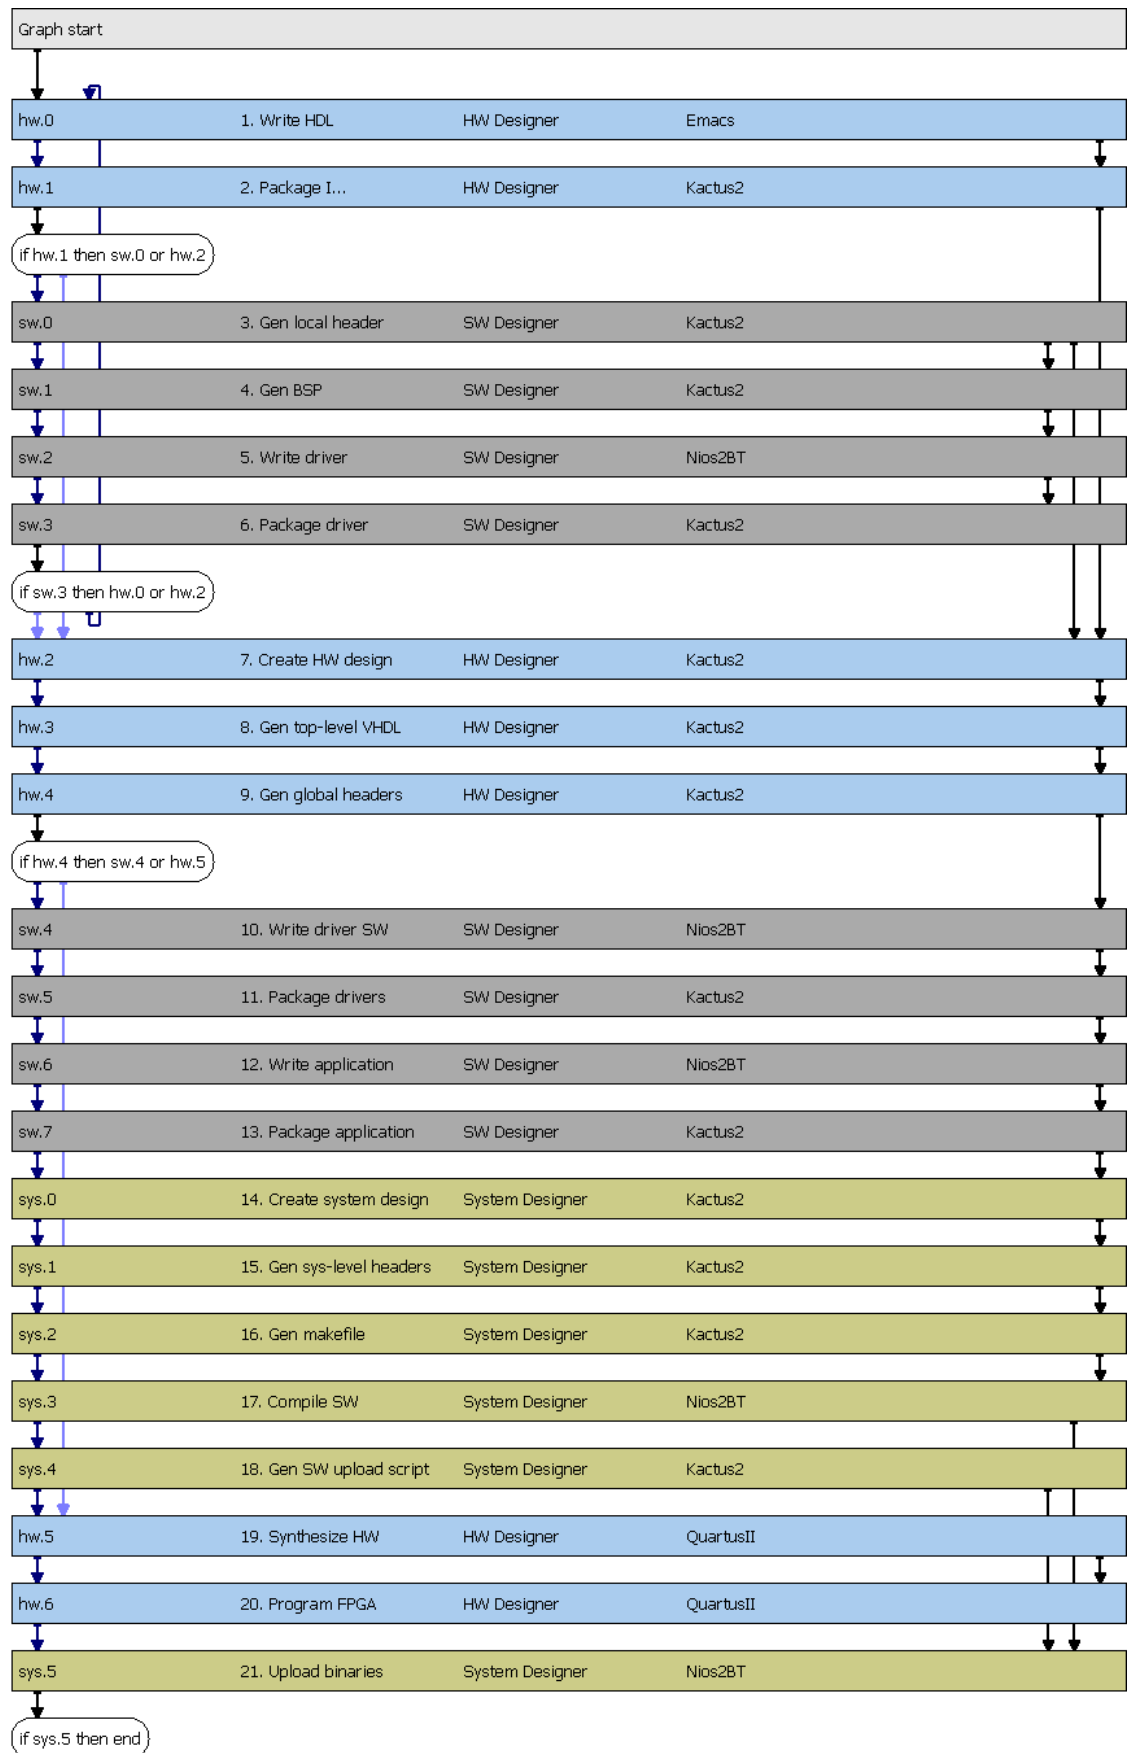 Graph start
hw.0 1. Write HDL HW Designer Emacs
hw.1 2. Package I... HW Designer Kactus2
if hw.1 then sw.0 or hw.2
sw.0 3. Gen local header SW Designer Kactus2
sw.1 4. Gen BSP SW Designer Kactus2
sw.2 5. Write driver SW Designer Nios2BT
sw.3 6. Package driver SW Designer Kactus2
if sw.3 then hw.0 or hw.2
hw.2 7. Create HW design HW Designer Kactus2
hw.3 8. Gen top-level VHDL HW Designer Kactus2
hw.4 9. Gen global headers HW Designer Kactus2
if hw.4 then sw.4 or hw.5
sw.4 10. Write driver SW SW Designer Nios2BT
sw.5 11. Package drivers SW Designer Kactus2
sw.6 12. Write application SW Designer Nios2BT
sw.7 13. Package application SW Designer Kactus2
sys.0 14. Create system design System Designer Kactus2
sys.1 15. Gen sys-level headers System Designer Kactus2
sys.2 16. Gen makefile System Designer Kactus2
sys.3 17. Compile SW System Designer Nios2BT
sys.4 18. Gen SW upload script System Designer Kactus2
hw.5 19. Synthesize HW HW Designer QuartusII
hw.6 20. Program FPGA HW Designer QuartusII
sys.5 21. Upload binaries System Designer Nios2BT
if sys.5 then end